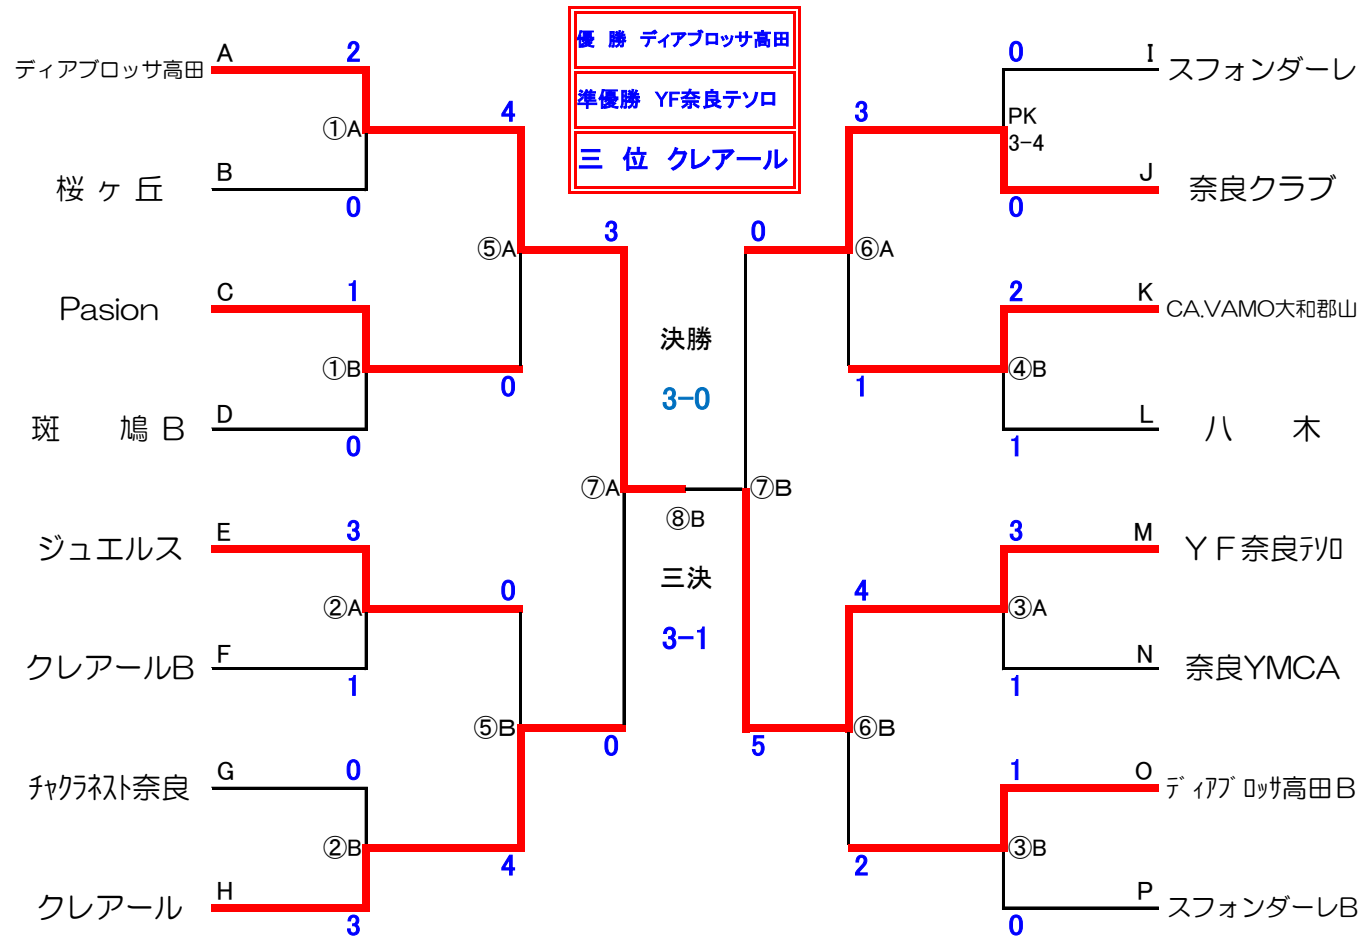 優 勝 ディアブロッサ高田
準優勝 YF奈良テソロ
三 位 クレアール
ディアブロッサ高田 A 2
①A
桜ヶ丘 B 0
4
⑤A
Pasion C 1
①B
斑 鳩B D 0
0
3
ジュエルス E 3
②A
クレアールB F 1
0
⑤B
チャクラネスト奈良 G 0
②B
クレアール H 3
4
0
⑦A
決勝
3-0
⑧B
三決
3-1
⑦B
0
5
0 I スフォンダーレ
PK
3-4
0 J 奈良クラブ
3
⑥A
2 K CA.VAMO大和郡山
④B
1 L 八 木
1
3 M YF奈良テソロ
③A
1 N 奈良YMCA
4
⑥B
1 O ディアブロッサ高田B
③B
0 P スフォンダーレB
2